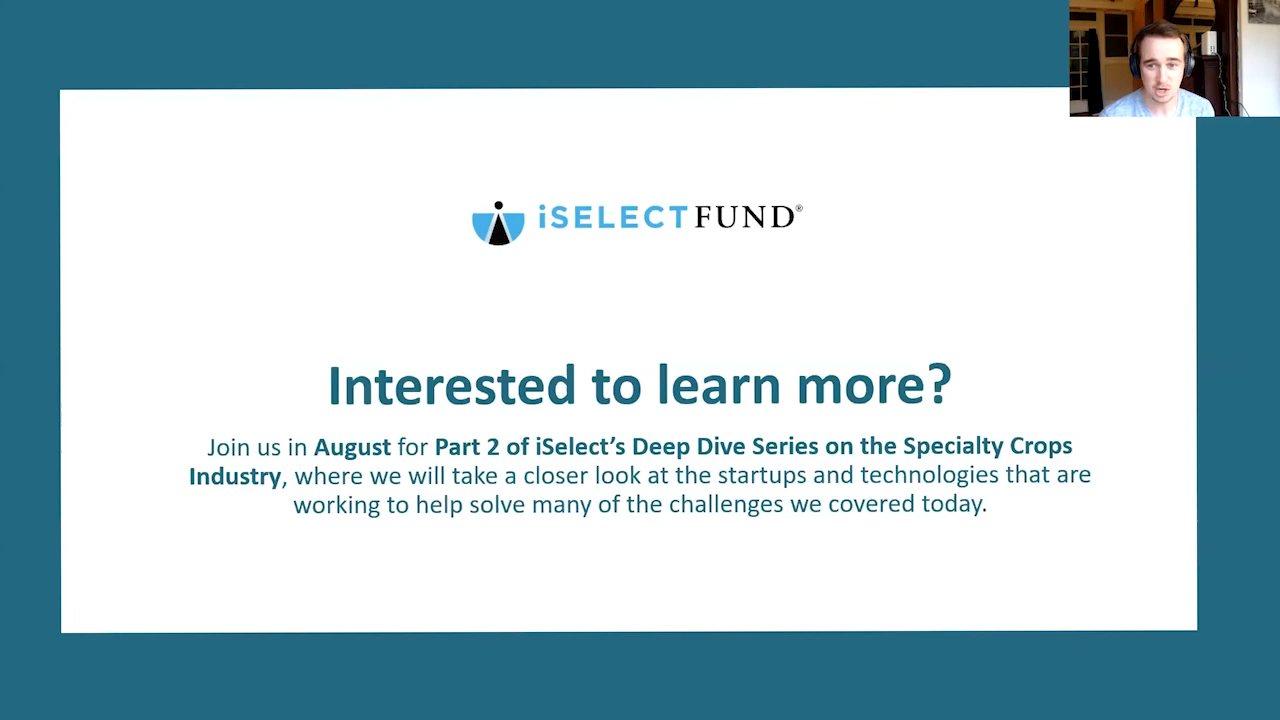 iSELECTFUND®
Interested to learn more?
Join us in August for Part 2 of iSelect’s Deep Dive Series on the Specialty Crops
Industry, where we will take a closer look at the startups and technologies that are
working to help solve many of the challenges we covered today.